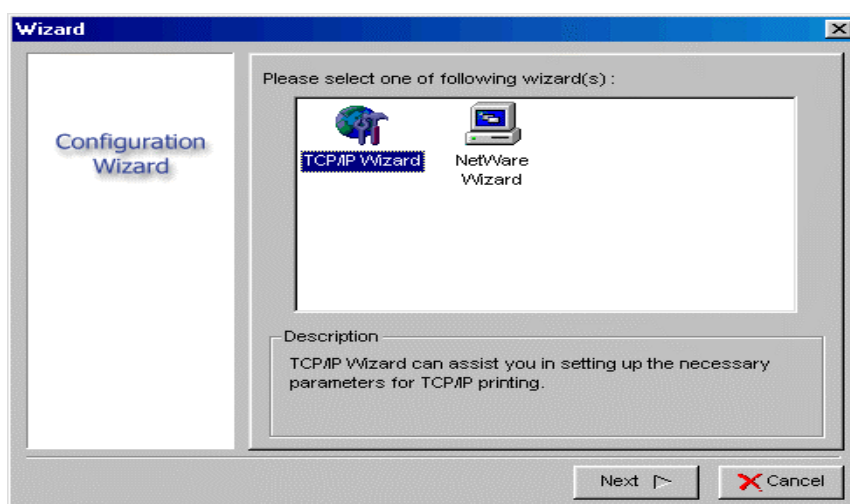 Wizard
Configuration
Wizard
Please select one of following wizard(s) :
TCP/IP Wizard
NetWare
Wizard
Description
TCP/IP Wizard can assist you in setting up the necessary
parameters for TCP/IP printing.
Next
Cancel